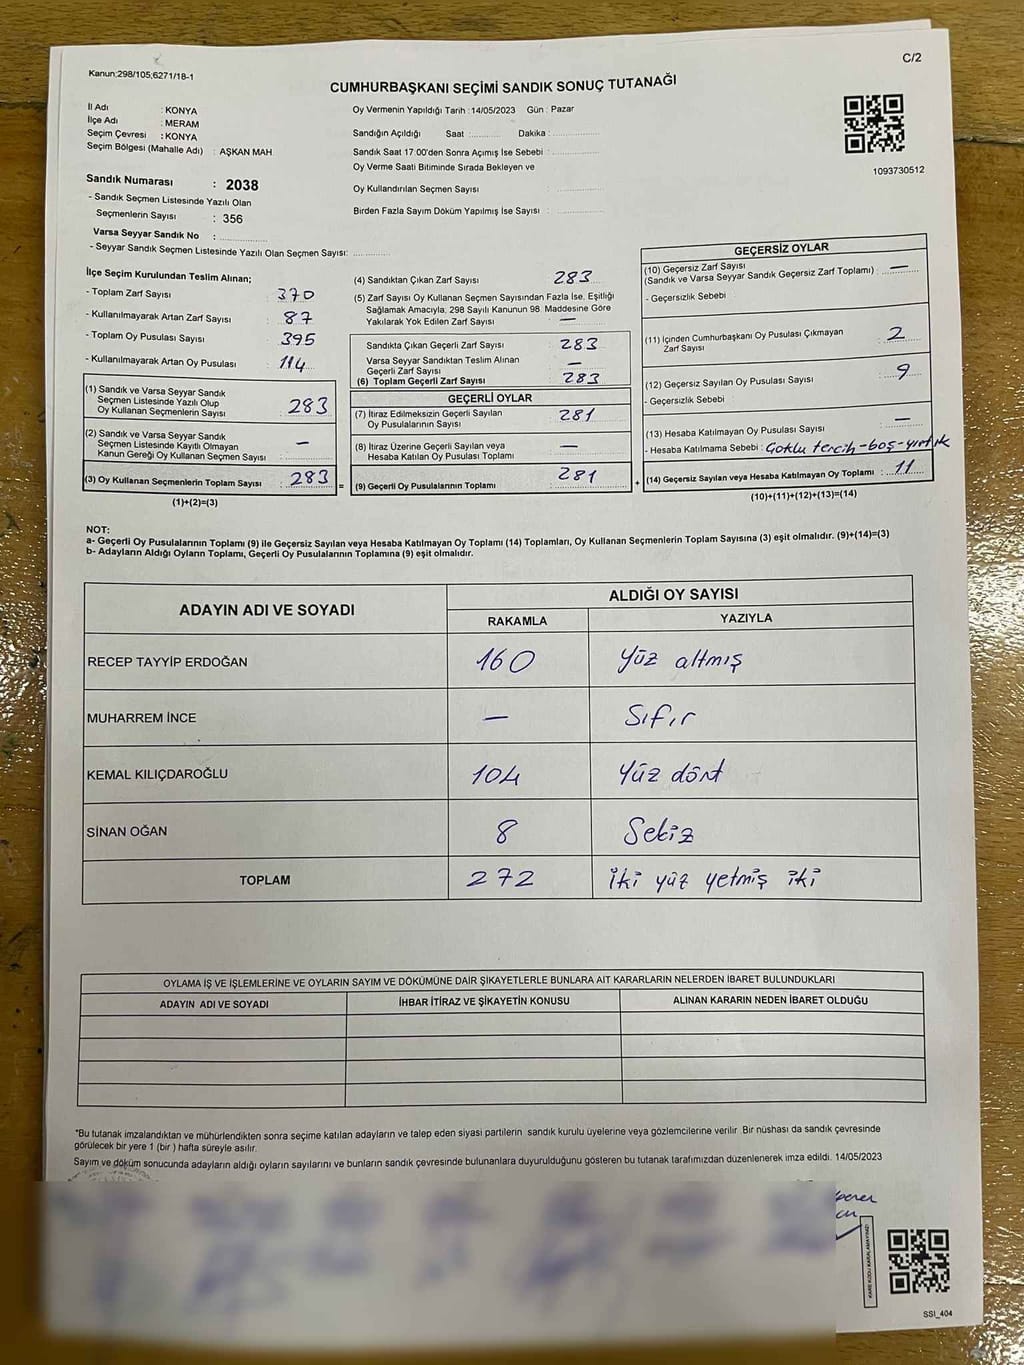 C/2
Kanun:298/105;6271/18-1
CUMHURBAŞKANI SEÇİMİ SANDIK SONUÇ TUTANAĞI
İl Adı : KONYA
İlçe Adı : MERAM
Seçim Çevresi : KONYA
Seçim Bölgesi (Mahalle Adı) : AŞKAN MAH
Sandık Numarası : 2038
- Sandık Seçmen Listesinde Yazılı Olan
Seçmenlerin Sayısı : 356
Varsa Seyyar Sandık No :
- Seyyar Sandık Seçmen Listesinde Yazılı Olan Seçmen Sayısı:
Oy Vermenin Yapıldığı Tarih : 14/05/2023 Gün : Pazar
Sandığın Açıldığı Saat : Dakika :
Sandık Saat 17:00'den Sonra Açımış İse Sebebi :
Oy Verme Saati Bitiminde Sırada Bekleyen ve
Oy Kullandırılan Seçmen Sayısı :
Birden Fazla Sayım Döküm Yapılmış İse Sayısı :
1093730512
İlçe Seçim Kurulundan Teslim Alınan;
- Toplam Zarf Sayısı : 370
- Kullanılmayarak Artan Zarf Sayısı : 87
- Toplam Oy Pusulası Sayısı : 395
- Kullanılmayarak Artan Oy Pusulası : 114
(1) Sandık ve Varsa Seyyar Sandık
Seçmen Listesinde Yazılı Olup
Oy Kullanan Seçmenlerin Sayısı : 283
(2) Sandık ve Varsa Seyyar Sandık
Seçmen Listesinde Kayıtlı Olmayan
Kanun Gereği Oy Kullanan Seçmen Sayısı : —
(3) Oy Kullanan Seçmenlerin Toplam Sayısı : 283
(1)+(2)=(3)
=
(4) Sandıktan Çıkan Zarf Sayısı : 283
(5) Zarf Sayısı Oy Kullanan Seçmen Sayısından Fazla İse, Eşitliği
Sağlamak Amacıyla, 298 Sayılı Kanunun 98. Maddesine Göre
Yakılarak Yok Edilen Zarf Sayısı : —
Sandıkta Çıkan Geçerli Zarf Sayısı : 283
Varsa Seyyar Sandıktan Teslim Alınan
Geçerli Zarf Sayısı : —
(6) Toplam Geçerli Zarf Sayısı : 283
GEÇERLİ OYLAR
(7) İtiraz Edilmeksizin Geçerli Sayılan
Oy Pusulalarının Sayısı : 281
(8) İtiraz Üzerine Geçerli Sayılan veya
Hesaba Katılan Oy Pusulası Toplamı : —
(9) Geçerli Oy Pusulalarının Toplamı : 281
+
GEÇERSİZ OYLAR
(10) Geçersiz Zarf Sayısı
(Sandık ve Varsa Seyyar Sandık Geçersiz Zarf Toplamı) : —
- Geçersizlik Sebebi
(11) İçinden Cumhurbaşkanı Oy Pusulası Çıkmayan
Zarf Sayısı : 2
(12) Geçersiz Sayılan Oy Pusulası Sayısı : 9
- Geçersizlik Sebebi :
(13) Hesaba Katılmayan Oy Pusulası Sayısı : —
- Hesaba Katılmama Sebebi : Çoklu tercih-boş-yırtık
(14) Geçersiz Sayılan veya Hesaba Katılmayan Oy Toplamı : 11
(10)+(11)+(12)+(13)=(14)
NOT:
a- Geçerli Oy Pusulalarının Toplamı (9) ile Geçersiz Sayılan veya Hesaba Katılmayan Oy Toplamı (14) Toplamları, Oy Kullanan Seçmenlerin Toplam Sayısına (3) eşit olmalıdır. (9)+(14)=(3)
b- Adayların Aldığı Oyların Toplamı, Geçerli Oy Pusulalarının Toplamına (9) eşit olmalıdır.
ADAYIN ADI VE SOYADI
ALDIĞI OY SAYISI
RAKAMLA YAZIYLA
RECEP TAYYİP ERDOĞAN 160 Yüz altmış
MUHARREM İNCE — Sıfır
KEMAL KILIÇDAROĞLU 104 Yüz dört
SİNAN OĞAN 8 Sekiz
TOPLAM 272 iki yüz yetmiş iki
OYLAMA İŞ VE İŞLEMLERİNE VE OYLARIN SAYIM VE DÖKÜMÜNE DAİR ŞİKAYETLERLE BUNLARA AİT KARARLARIN NELERDEN İBARET BULUNDUKLARI
ADAYIN ADI VE SOYADI İHBAR İTİRAZ VE ŞİKAYETİN KONUSU ALINAN KARARIN NEDEN İBARET OLDUĞU
*Bu tutanak imzalandıktan ve mühürlendikten sonra seçime katılan adayların ve talep eden siyasi partilerin sandık kurulu üyelerine veya gözlemcilerine verilir. Bir nüshası da sandık çevresinde
görülecek bir yere 1 (bir ) hafta süreyle asılır.
Sayım ve döküm sonucunda adayların aldığı oyların sayılarını ve bunların sandık çevresinde bulunanlara duyurulduğunu gösteren bu tutanak tarafımızdan düzenlenerek imza edildi. 14/05/2023
KARE KODU KARALAMAYINIZ!
SSI_404